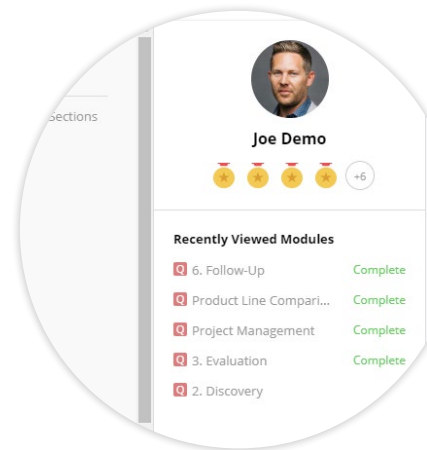 Sections
Joe Demo
+6
Recently Viewed Modules
Q 6. Follow-Up Complete
Q Product Line Compari... Complete
Q Project Management Complete
Q 3. Evaluation Complete
Q 2. Discovery